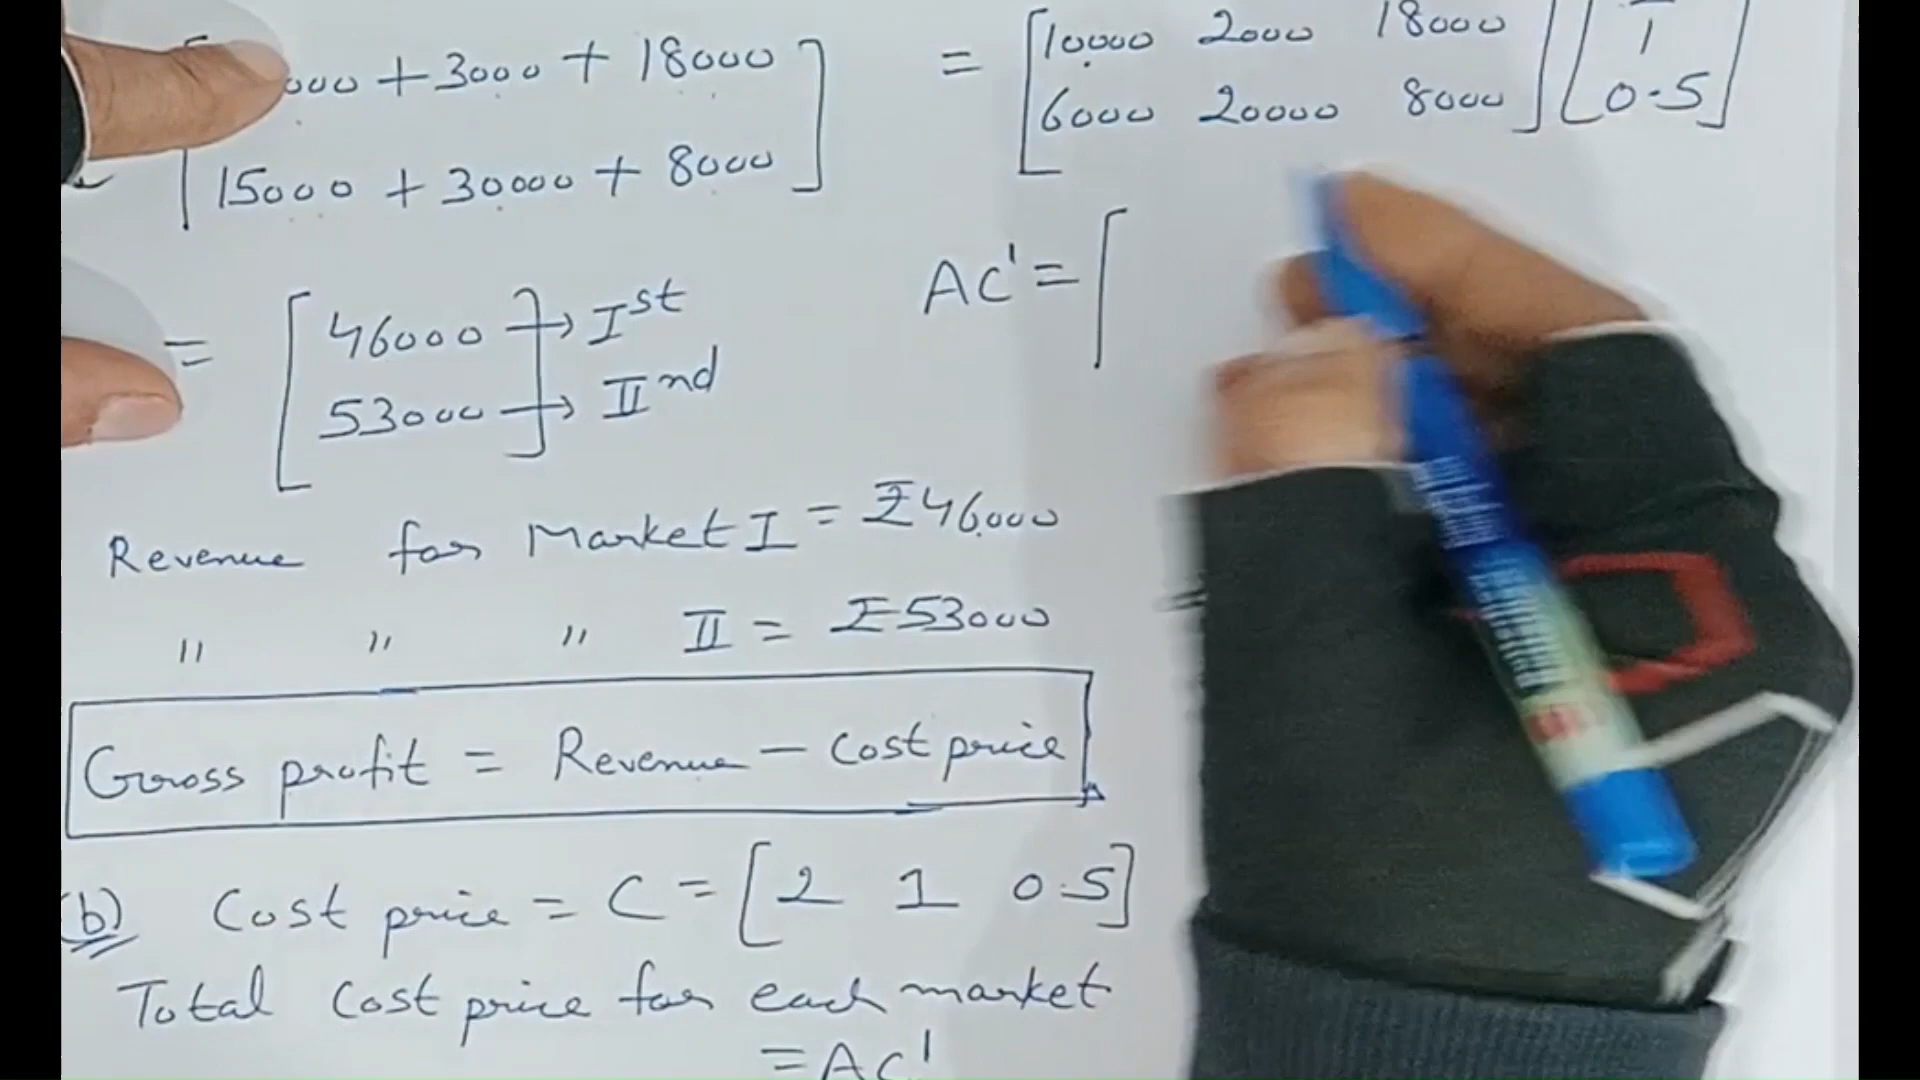 000 + 3000 + 18000
15000 + 30000 + 8000
= [ 46000 → Ist
53000 ] → IInd
Revenue for Market I = ₹46000
" " " II = ₹53000
Gross profit = Revenue – Cost price
(b) Cost price = C = [2 1 0.5]
Total cost price for each market
= AC'
= [ 10000 2000 18000 ] [ 1
6000 20000 8000 ] [ 0.5 ]
AC' = [